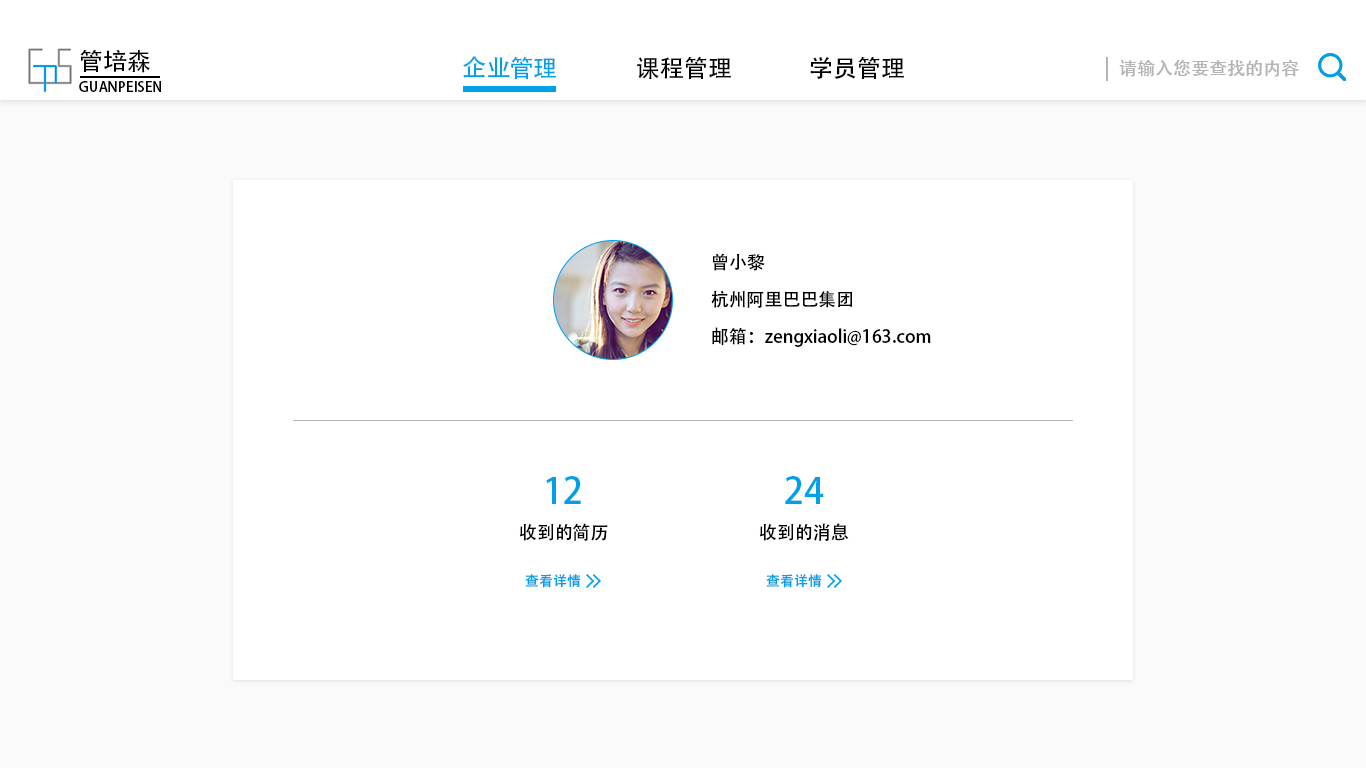 管培森
GUANPEISEN
企业管理
课程管理
学员管理
请输入您要查找的内容
曾小黎
杭州阿里巴巴集团
邮箱：zengxiaoli@163.com
12
24
收到的简历
收到的消息
查看详情
查看详情